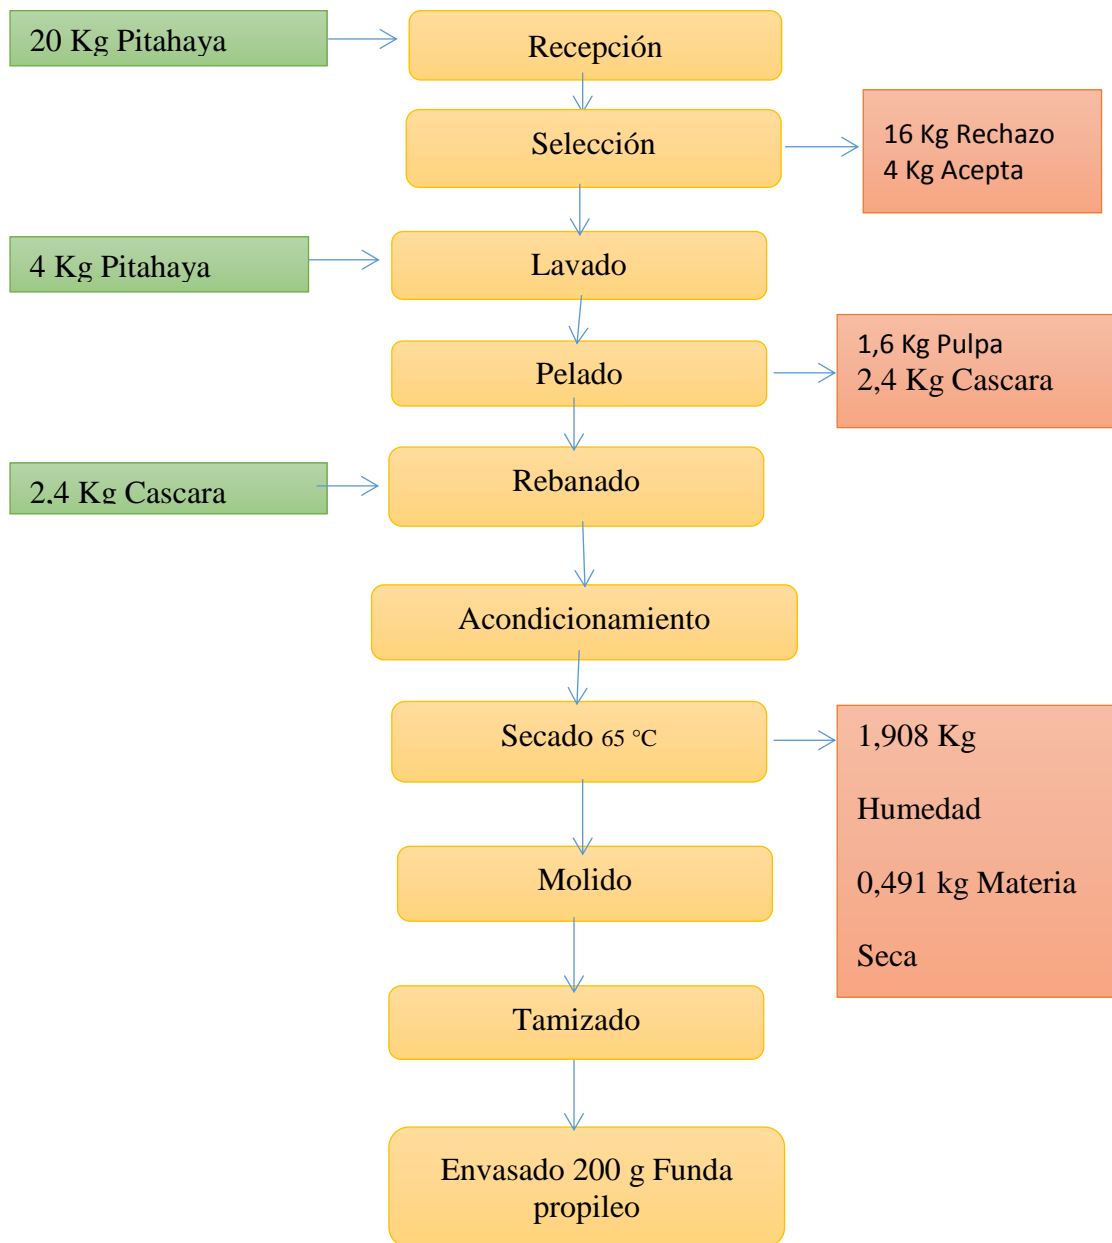 20 Kg Pitahaya
Recepción
Selección
16 Kg Rechazo
4 Kg Acepta
4 Kg Pitahaya
Lavado
Pelado
1,6 Kg Pulpa
2,4 Kg Cascara
2,4 Kg Cascara
Rebanado
Acondicionamiento
Secado 65 °C
1,908 Kg
Humedad
0,491 kg Materia
Seca
Molido
Tamizado
Envasado 200 g Funda
propileo